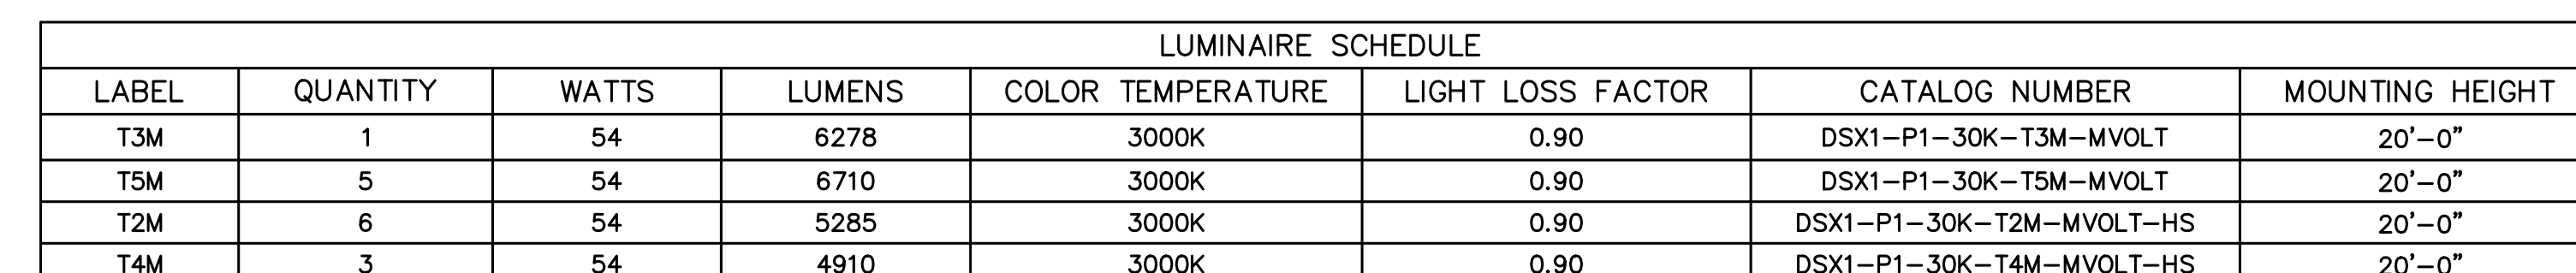 LUMINAIRE SCHEDULE
LABEL QUANTITY WATTS LUMENS COLOR TEMPERATURE LIGHT LOSS FACTOR CATALOG NUMBER MOUNTING HEIGHT
T3M 1 54 6278 3000K 0.90 DSX1-P1-30K-T3M-MVOLT 20'-0"
T5M 5 54 6710 3000K 0.90 DSX1-P1-30K-T5M-MVOLT 20'-0"
T2M 6 54 5285 3000K 0.90 DSX1-P1-30K-T2M-MVOLT-HS 20'-0"
T4M 3 54 4910 3000K 0.90 DSX1-P1-30K-T4M-MVOLT-HS 20'-0"